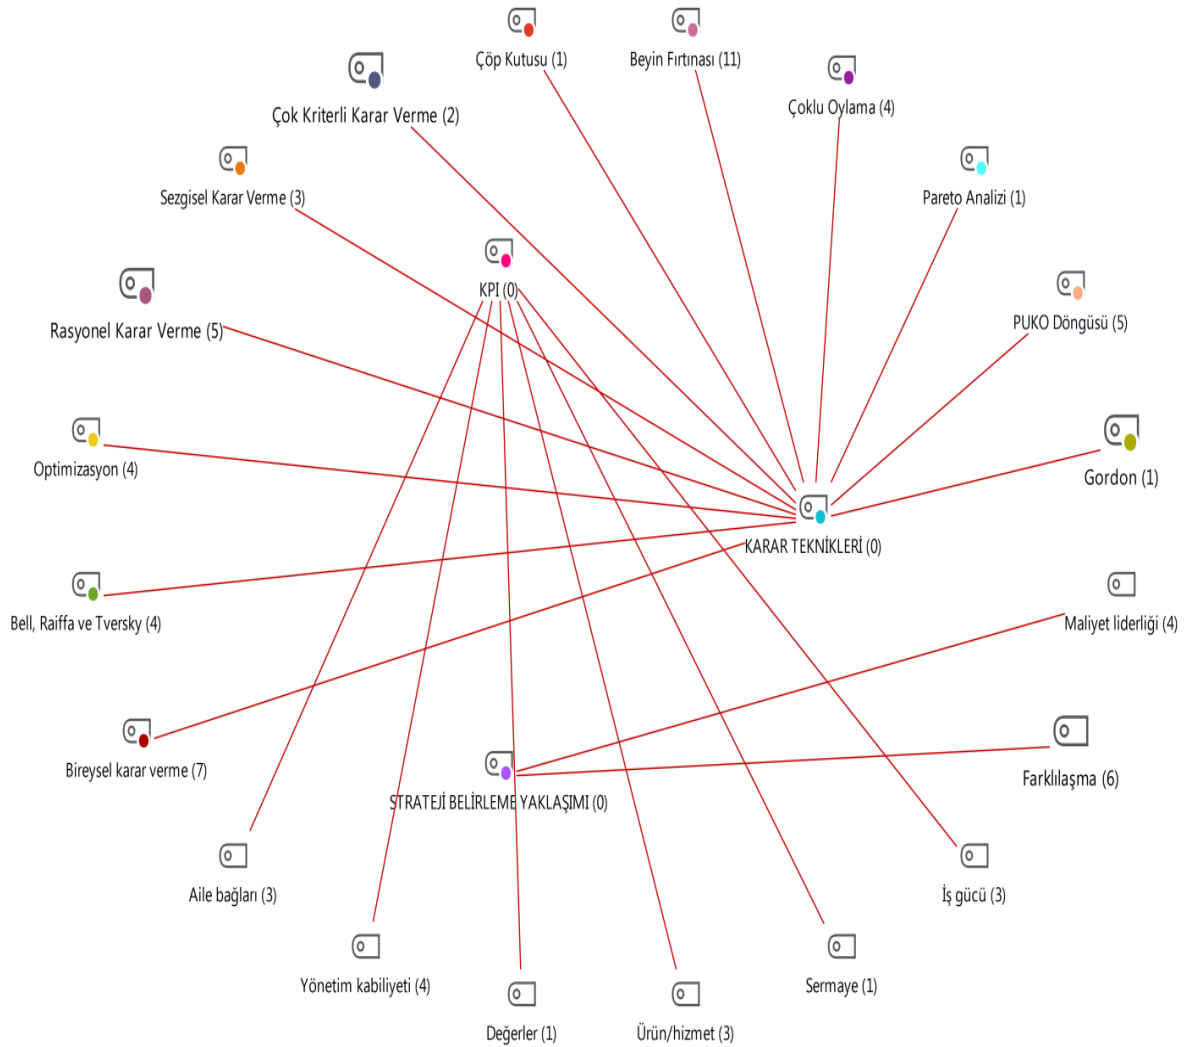 Çöp Kutusu (1)
Beyin Fırtınası (11)
Çoklu Oylama (4)
Çok Kriterli Karar Verme (2)
Sezgisel Karar Verme (3)
Pareto Analizi (1)
KPI (0)
PUKO Döngüsü (5)
Rasyonel Karar Verme (5)
Optimizasyon (4)
Gordon (1)
KARAR TEKNİKLERİ (0)
Bell, Raiffa ve Tversky (4)
Maliyet liderliği (4)
Bireysel karar verme (7)
Farklılaşma (6)
STRATEJİ BELİRLEME YAKLAŞIMI (0)
Aile bağları (3)
İş gücü (3)
Yönetim kabiliyeti (4)
Sermaye (1)
Değerler (1)
Ürün/hizmet (3)